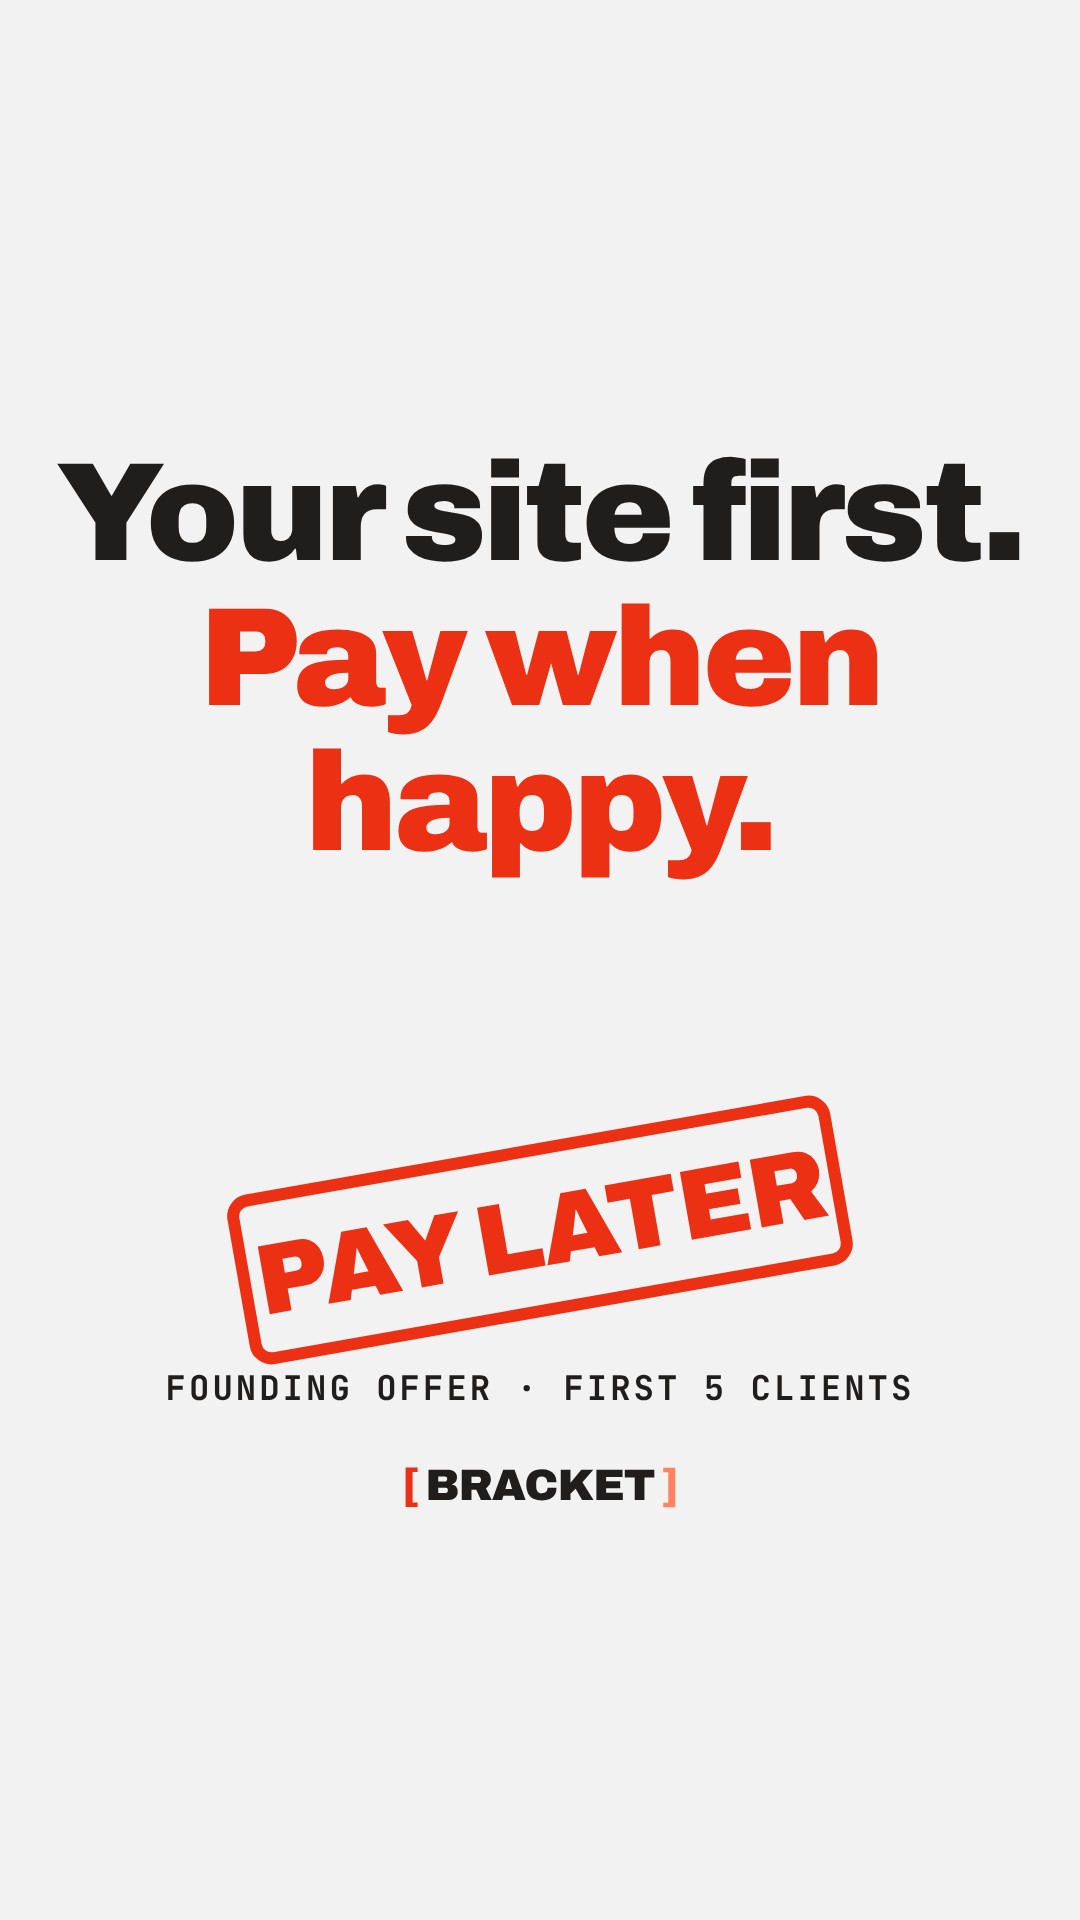 Your site first.
Pay when
happy.
PAY LATER
FOUNDING OFFER · FIRST 5 CLIENTS
[ BRACKET ]